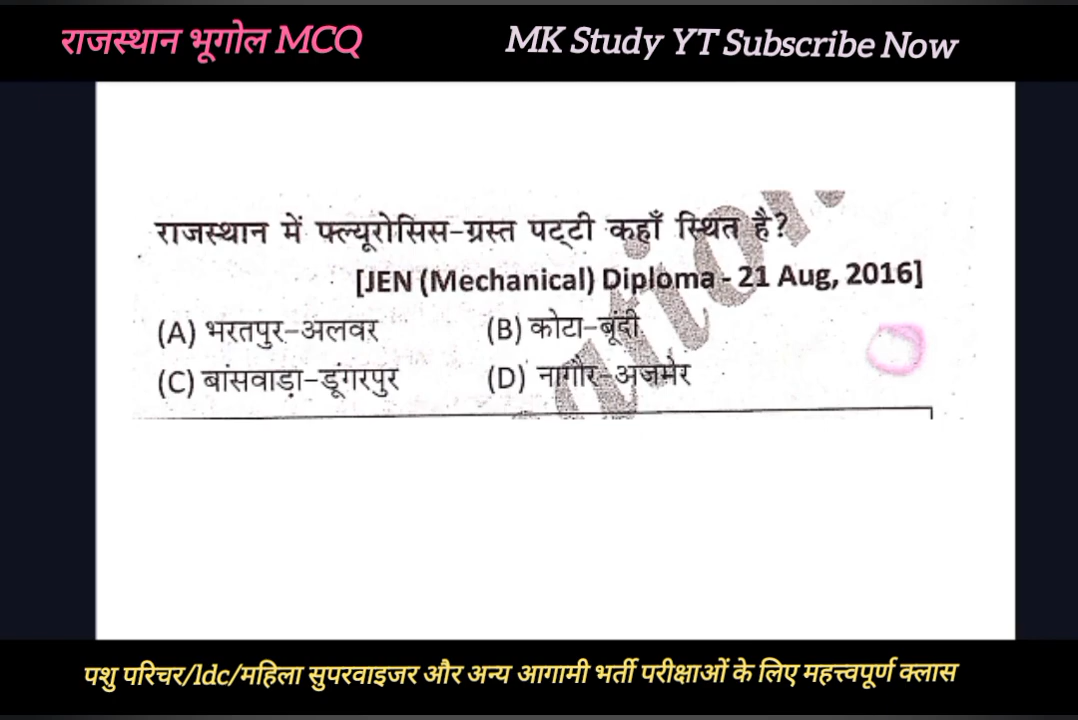 राजस्थान भूगोल MCQ
MK Study YT Subscribe Now
राजस्थान में फ्ल्यूरोसिस-ग्रस्त पट्टी कहाँ स्थित है?
[JEN (Mechanical) Diploma - 21 Aug, 2016]
(A) भरतपुर-अलवर (B) कोटा-बूंदी
(C) बांसवाड़ा-डूंगरपुर (D) नागौर-अजमेर
पशु परिचर/ldc/महिला सुपरवाइजर और अन्य आगामी भर्ती परीक्षाओं के लिए महत्त्वपूर्ण क्लास